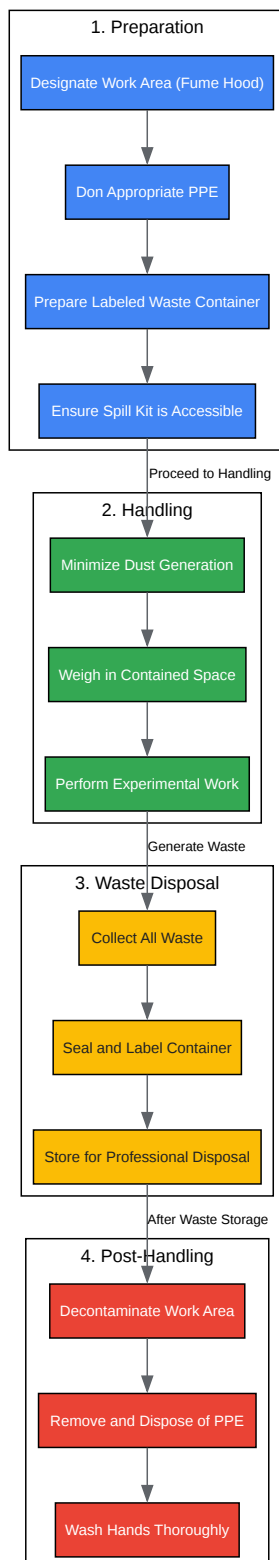 1. Preparation
Designate Work Area (Fume Hood)
Don Appropriate PPE
Prepare Labeled Waste Container
Ensure Spill Kit is Accessible
Proceed to Handling
2. Handling
Minimize Dust Generation
Weigh in Contained Space
Perform Experimental Work
Generate Waste
3. Waste Disposal
Collect All Waste
Seal and Label Container
Store for Professional Disposal
After Waste Storage
4. Post-Handling
Decontaminate Work Area
Remove and Dispose of PPE
Wash Hands Thoroughly